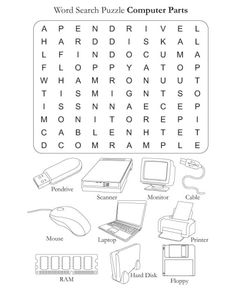 Word Search Puzzle Computer Parts
A P E N D R I V E L
H A R D D I S K A L
L F I N D O C U M A
F L O P P Y A T O P
W H A M R O N U U T
T I S M I G N T S O
I S S N N A E C E P
M O N I T O R E P I
C A B L E N H T E T
D C O M R A M P L E
Pendrive
Scanner
Monitor
Cable
Mouse
Laptop
Printer
RAM
Hard Disk
Floppy